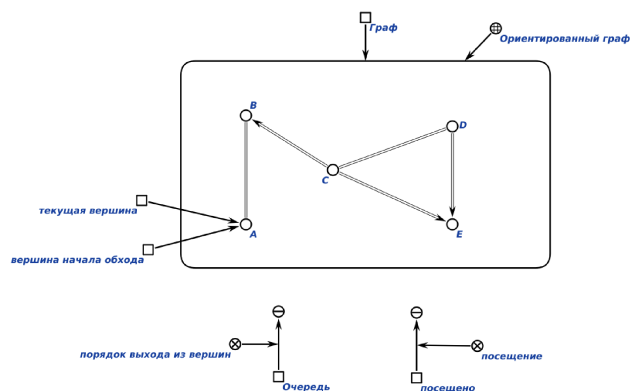 Граф
Ориентированный граф
B
D
C
текущая вершина
A
E
вершина начала обхода
порядок выхода из вершин
посещение
Очередь
посещено